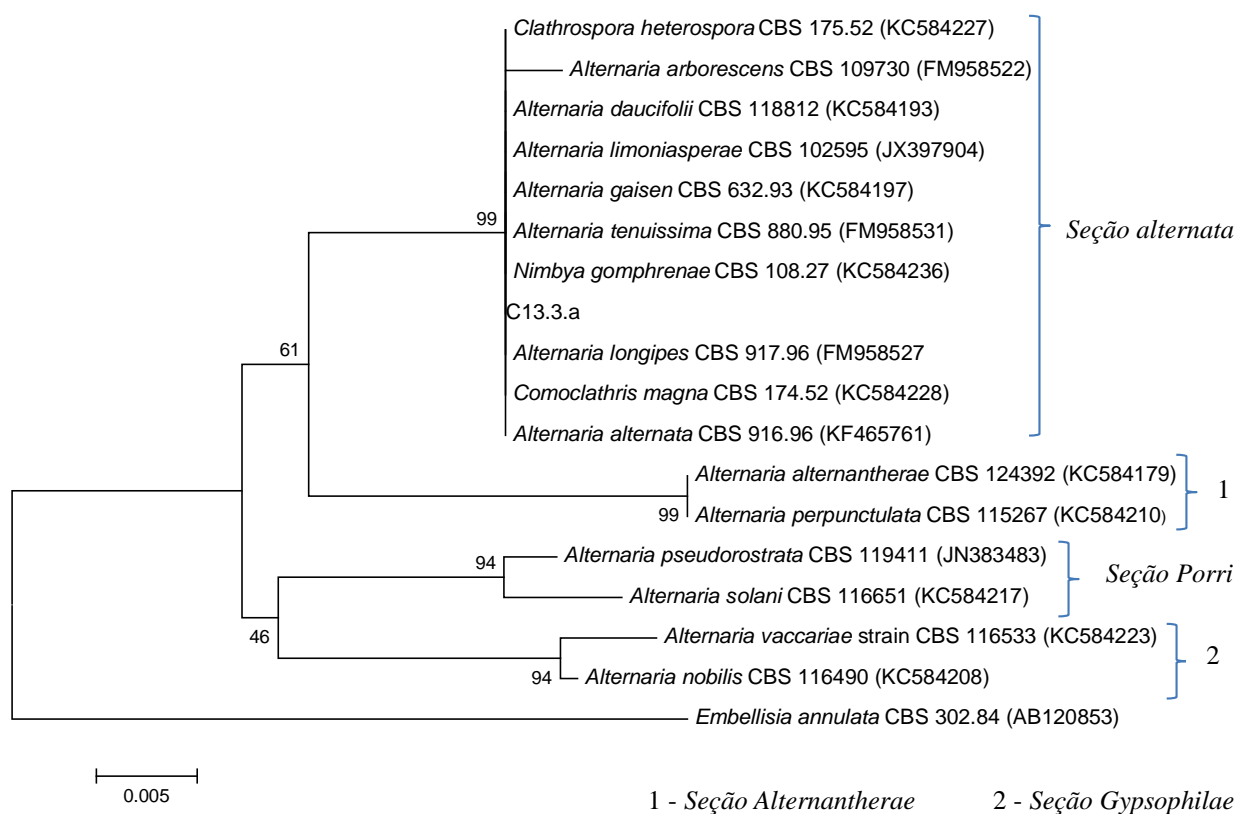 Clathrospora heterospora CBS 175.52 (KC584227)
Alternaria arborescens CBS 109730 (FM958522)
Alternaria daucifolii CBS 118812 (KC584193)
Alternaria limoniasperae CBS 102595 (JX397904)
Alternaria gaisen CBS 632.93 (KC584197)
99
Alternaria tenuissima CBS 880.95 (FM958531)
Seção alternata
Nimbya gomphrenae CBS 108.27 (KC584236)
C13.3.a
61
Alternaria longipes CBS 917.96 (FM958527
Comoclathris magna CBS 174.52 (KC584228)
Alternaria alternata CBS 916.96 (KF465761)
Alternaria alternantherae CBS 124392 (KC584179)
1
99
Alternaria perpunctulata CBS 115267 (KC584210)
Alternaria pseudorostrata CBS 119411 (JN383483)
94
Seção Porri
Alternaria solani CBS 116651 (KC584217)
46
Alternaria vaccariae strain CBS 116533 (KC584223)
2
94
Alternaria nobilis CBS 116490 (KC584208)
Embellisia annulata CBS 302.84 (AB120853)
0.005
1 - Seção Alternantherae
2 - Seção Gypsophilae